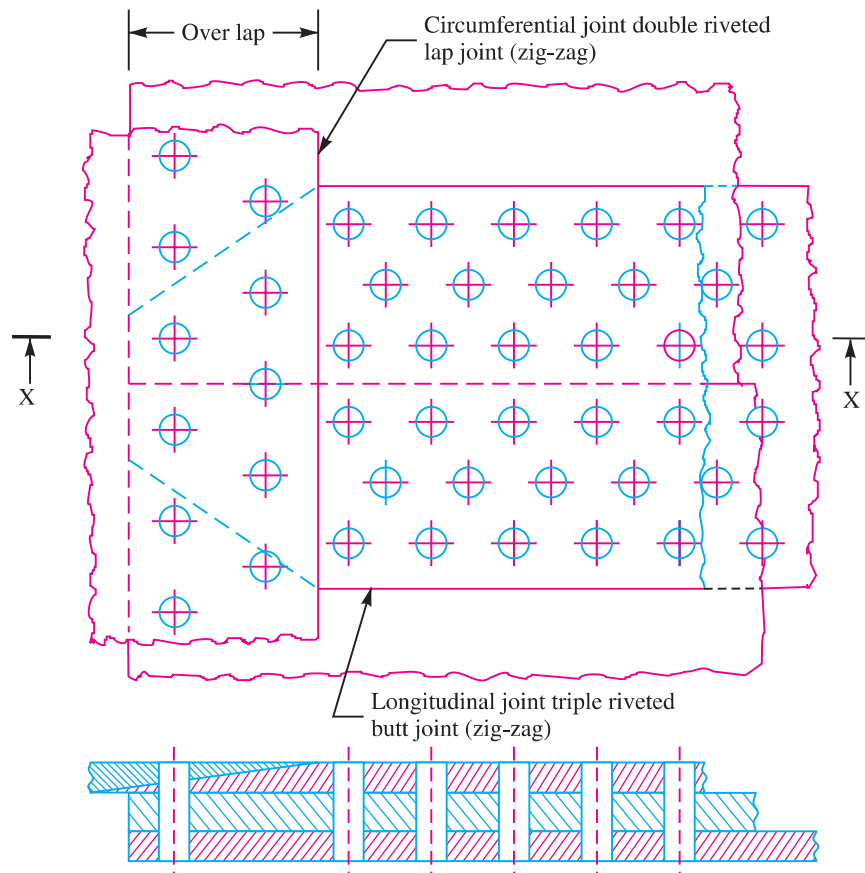 Over lap
Circumferential joint double riveted
lap joint (zig-zag)
X
X
Longitudinal joint triple riveted
butt joint (zig-zag)